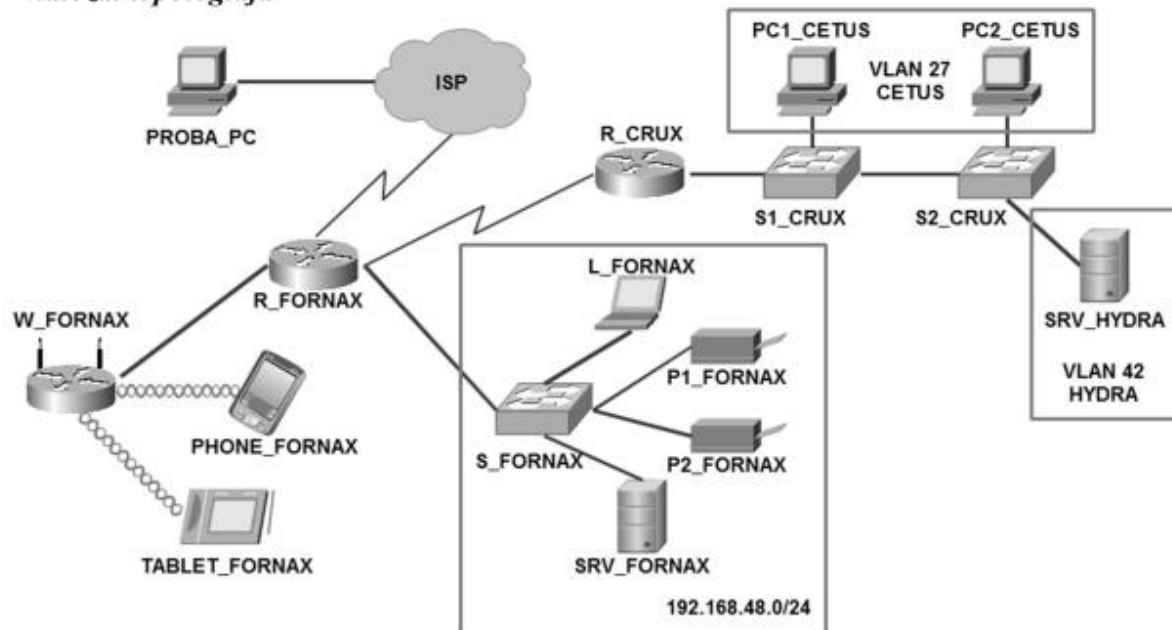 ISP
PROBA_PC
PC1_CETUS
PC2_CETUS
VLAN 27
CETUS
R_CRUX
S1_CRUX
S2_CRUX
R_FORNAX
L_FORNAX
W_FORNAX
P1_FORNAX
SRV_HYDRA
VLAN 42
HYDRA
PHONE_FORNAX
S_FORNAX
P2_FORNAX
TABLET_FORNAX
SRV_FORNAX
192.168.48.0/24